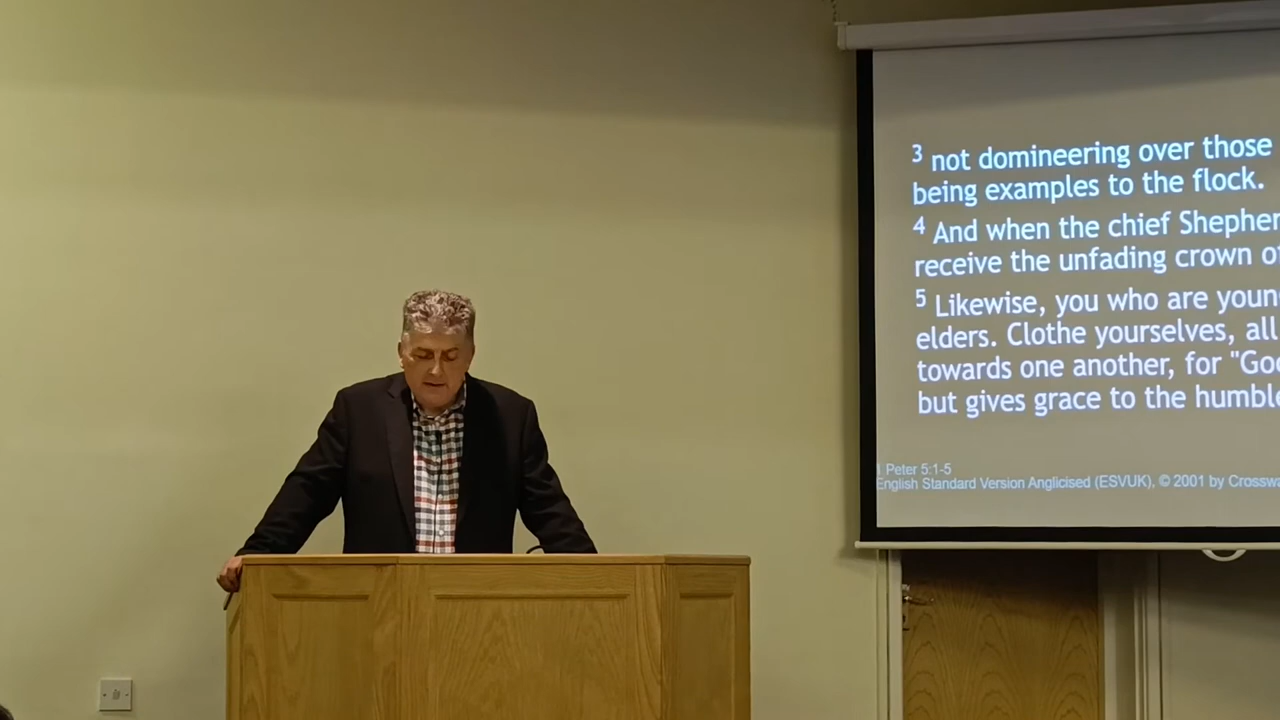 3 not domineering over those
being examples to the flock.
4 And when the chief Shepher
receive the unfading crown o
5 Likewise, you who are youn
elders. Clothe yourselves, all
towards one another, for "Go
but gives grace to the humble
1 Peter 5:1-5
English Standard Version Anglicised (ESVUK), © 2001 by Crosswa